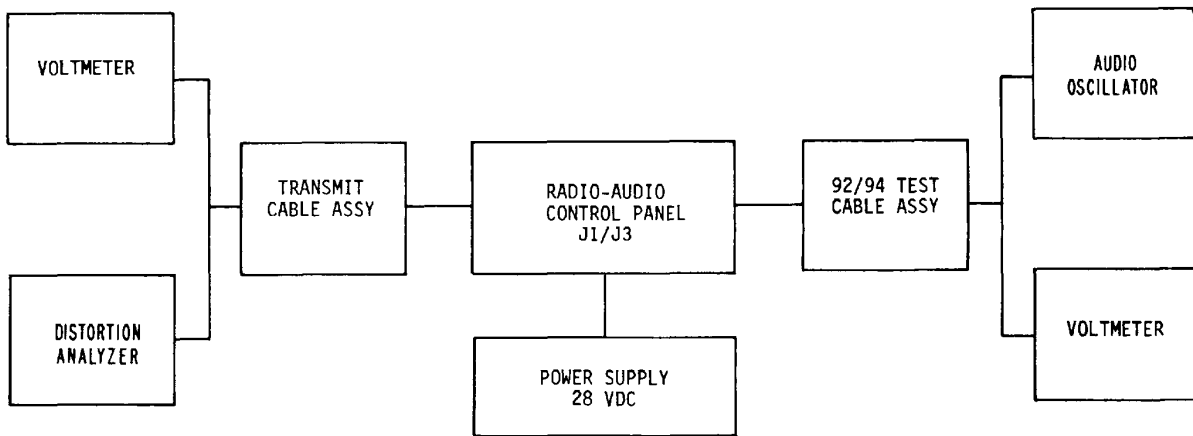 VOLTMETER
DISTORTION
ANALYZER
TRANSMIT
CABLE ASSY
RADIO-AUDIO
CONTROL PANEL
J1/J3
POWER SUPPLY
28 VDC
92/94 TEST
CABLE ASSY
AUDIO
OSCILLATOR
VOLTMETER